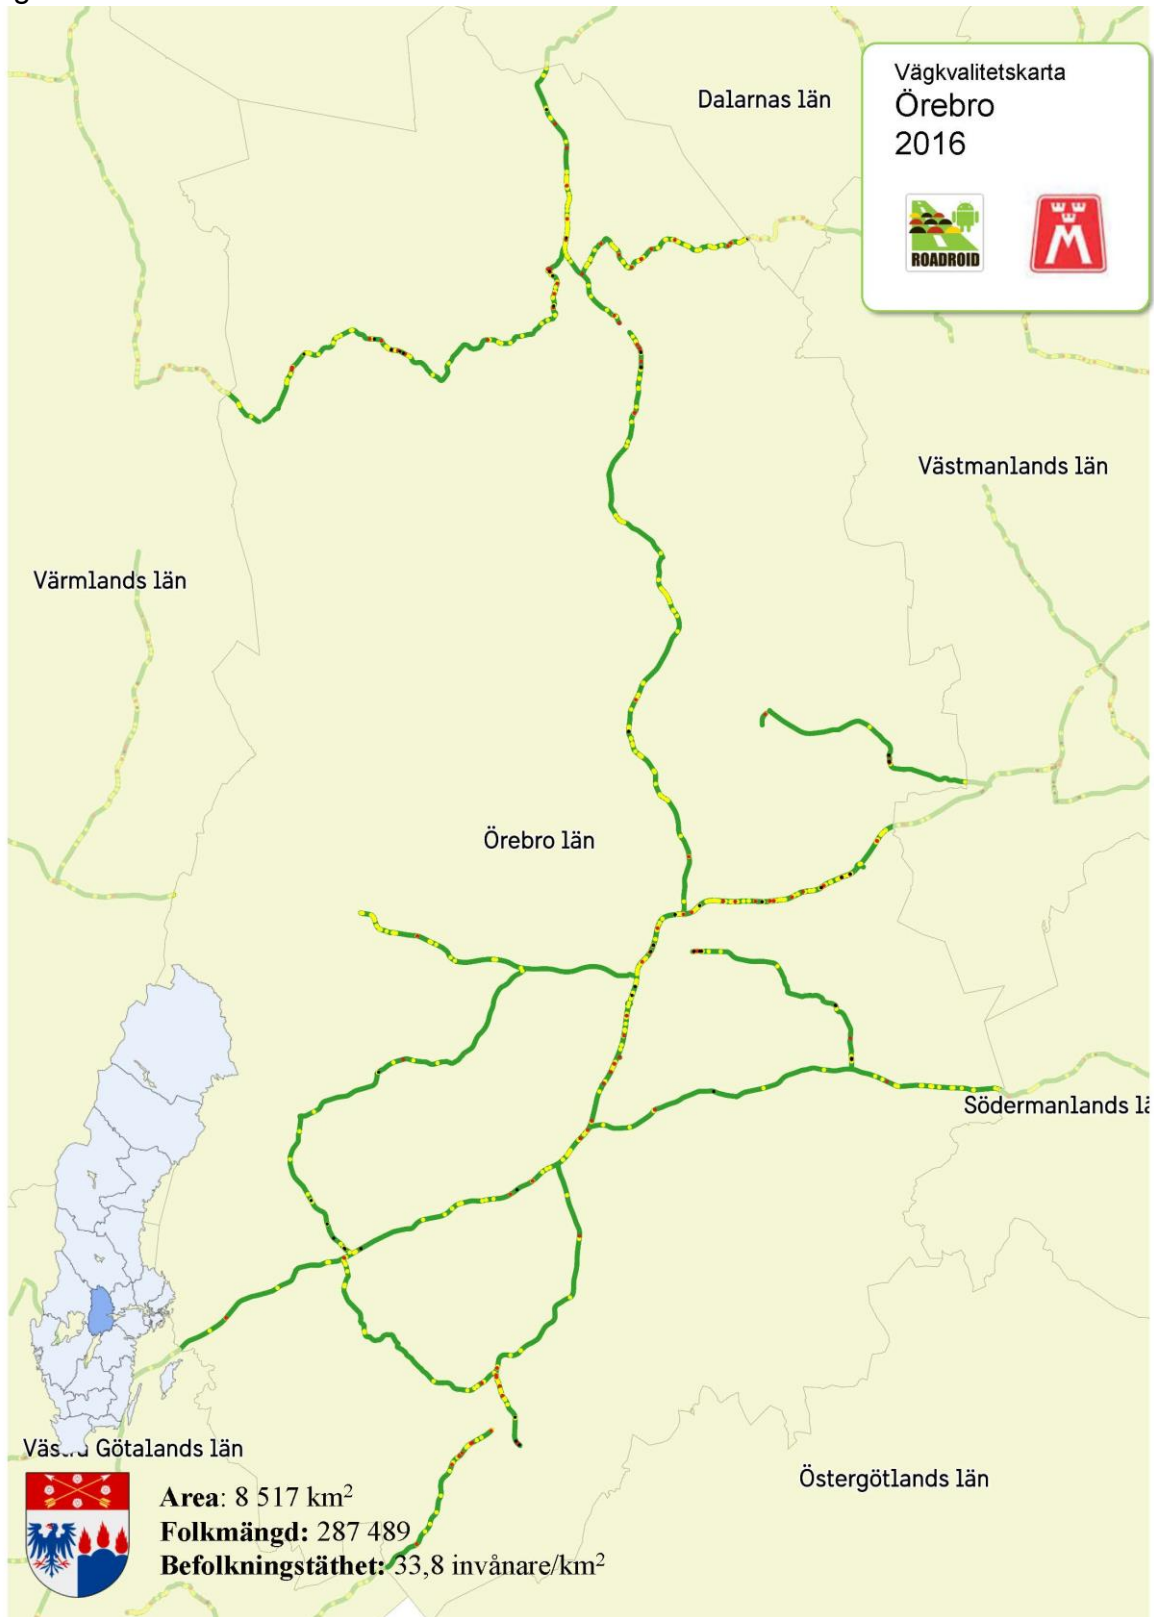 Vägkvalitetskarta
Örebro
2016
ROADROID
M
Dalarnas län
Västmanlands län
Värmlands län
Örebro län
Södermanlands lä
Västra Götalands län
Östergötlands län
Area: 8 517 km²
Folkmängd: 287 489
Befolkningstäthet: 33,8 invånare/km²